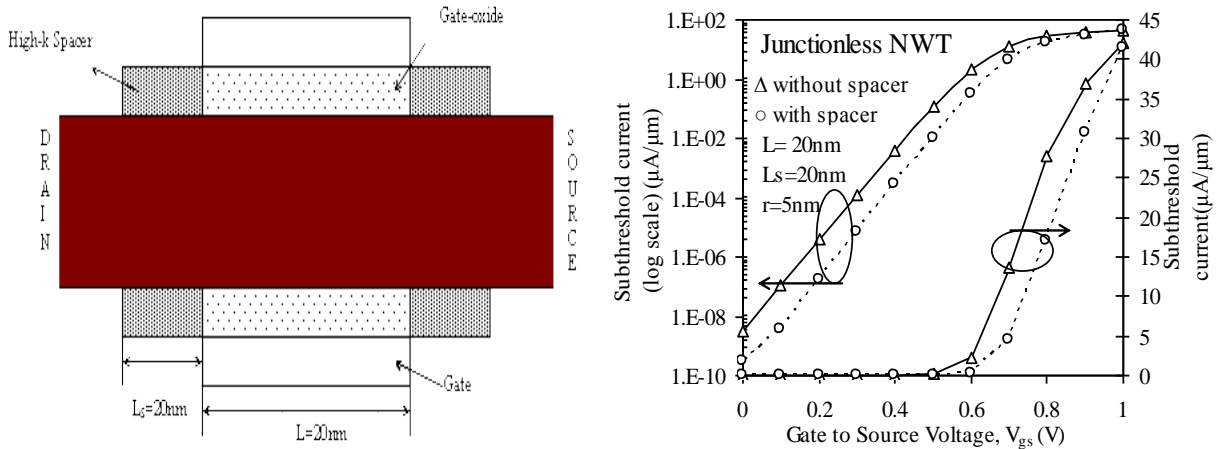 Gate-oxide
High-k Spacer
DRAIN
SOURCE
Gate
LS=20nm
L=20nm
Subthreshold current
(log scale) (μA/μm)
1.E+02
1.E+00
1.E-02
1.E-04
1.E-06
1.E-08
1.E-10
Junctionless NWT
Δ without spacer
○ with spacer
L= 20nm
Ls=20nm
r=5nm
45
40
35
30
25
20
15
10
5
0
Subthreshold
current(μA/μm)
0 0.2 0.4 0.6 0.8 1
Gate to Source Voltage, Vgs (V)